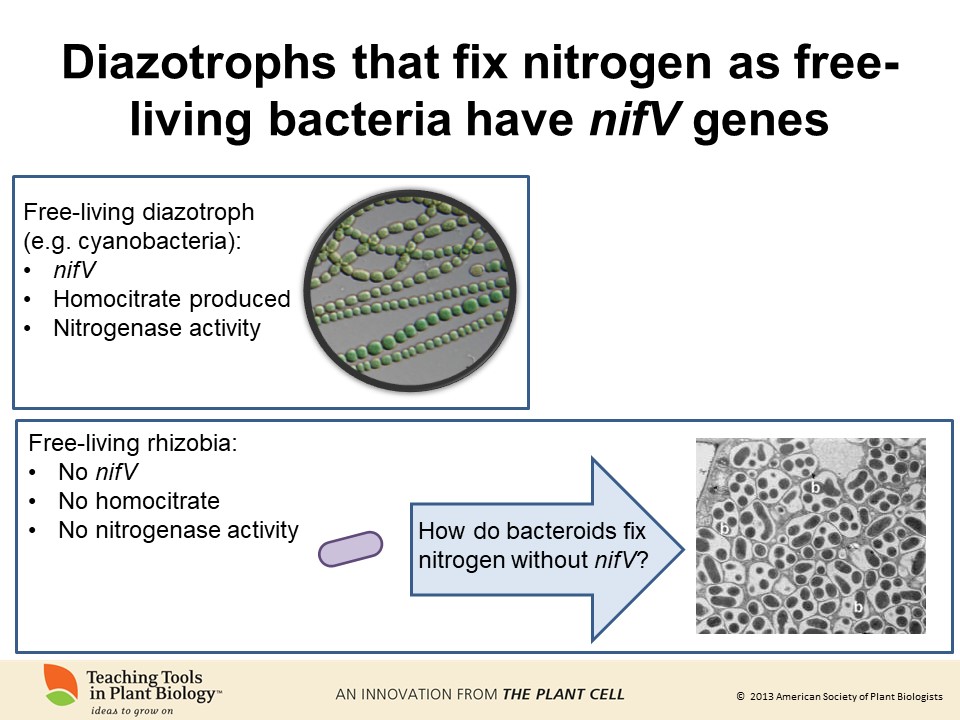 Diazotrophs that fix nitrogen as free-
living bacteria have nifV genes
Free-living diazotroph
(e.g. cyanobacteria):
• nifV
• Homocitrate produced
• Nitrogenase activity
Free-living rhizobia:
• No nifV
• No homocitrate
• No nitrogenase activity
How do bacteroids fix
nitrogen without nifV?
b
b
b
Teaching Tools
in Plant Biology™
ideas to grow on
AN INNOVATION FROM THE PLANT CELL
© 2013 American Society of Plant Biologists